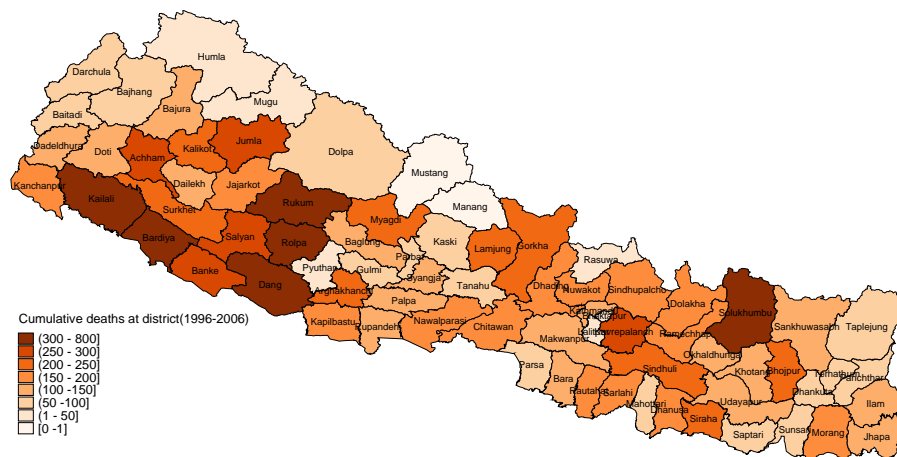 Humla
Darchula
Bajhang
Mugu
Baitadi
Bajura
Dadeldhura
Doti
Achham
Kalikot
Jumla
Dolpa
Mustang
Kanchanpur
Dailekh
Jajarkot
Kailali
Surkhet
Rukum
Manang
Myagdi
Bardiya
Salyan
Rolpa
Baglung
Kaski
Lamjung
Gorkha
Rasuwa
Banke
Dang
Pyuthan
Gulmi
Syangja
Tanahu
Dhading
Nuwakot
Sindhupalcho
Arghakhanchi
Palpa
Dolakha
Solukhumbu
Sankhuwasabh
Taplejung
Kapilbastu
Rupandehi
Nawalparasi
Chitawan
Makwanpur
Ramechhap
Okhaldhunga
Khotang
Bhojpur
Panchthar
Parsa
Bara
Rautahat
Sarlahi
Sindhuli
Mahottari
Dhanusa
Siraha
Udayapur
Dhankuta
Ilam
Saptari
Sunsari
Morang
Jhapa
Cumulative deaths at district(1996-2006)
(300 - 800]
(250 - 300]
(200 - 250]
(150 - 200]
(100 -150]
(50 -100]
(1 - 50]
[0 -1]